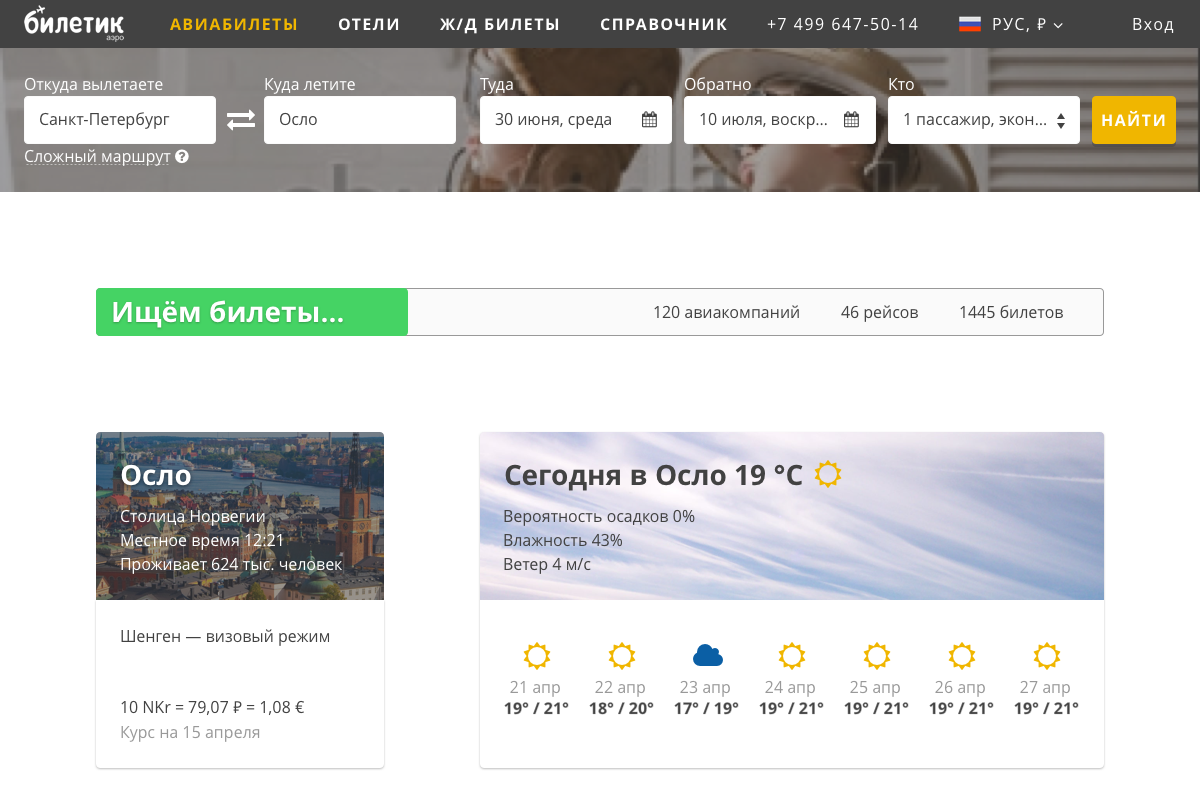 билетик
аэро
АВИАБИЛЕТЫ
ОТЕЛИ
Ж/Д БИЛЕТЫ
СПРАВОЧНИК
+7 499 647-50-14
РУС, ₽
Вход
Откуда вылетаете
Куда летите
Туда
Обратно
Кто
Санкт-Петербург
Осло
30 июня, среда
10 июля, воскр...
1 пассажир, экон...
НАЙТИ
Сложный маршрут ?
Ищём билеты...
120 авиакомпаний
46 рейсов
1445 билетов
Осло
Столица Норвегии
Местное время 12:21
Проживает 624 тыс. человек
Шенген — визовый режим
10 NKr = 79,07 ₽ = 1,08 €
Курс на 15 апреля
Сегодня в Осло 19 °C
Вероятность осадков 0%
Влажность 43%
Ветер 4 м/с
21 апр
22 апр
23 апр
24 апр
25 апр
26 апр
27 апр
19° / 21°
18° / 20°
17° / 19°
19° / 21°
19° / 21°
19° / 21°
19° / 21°